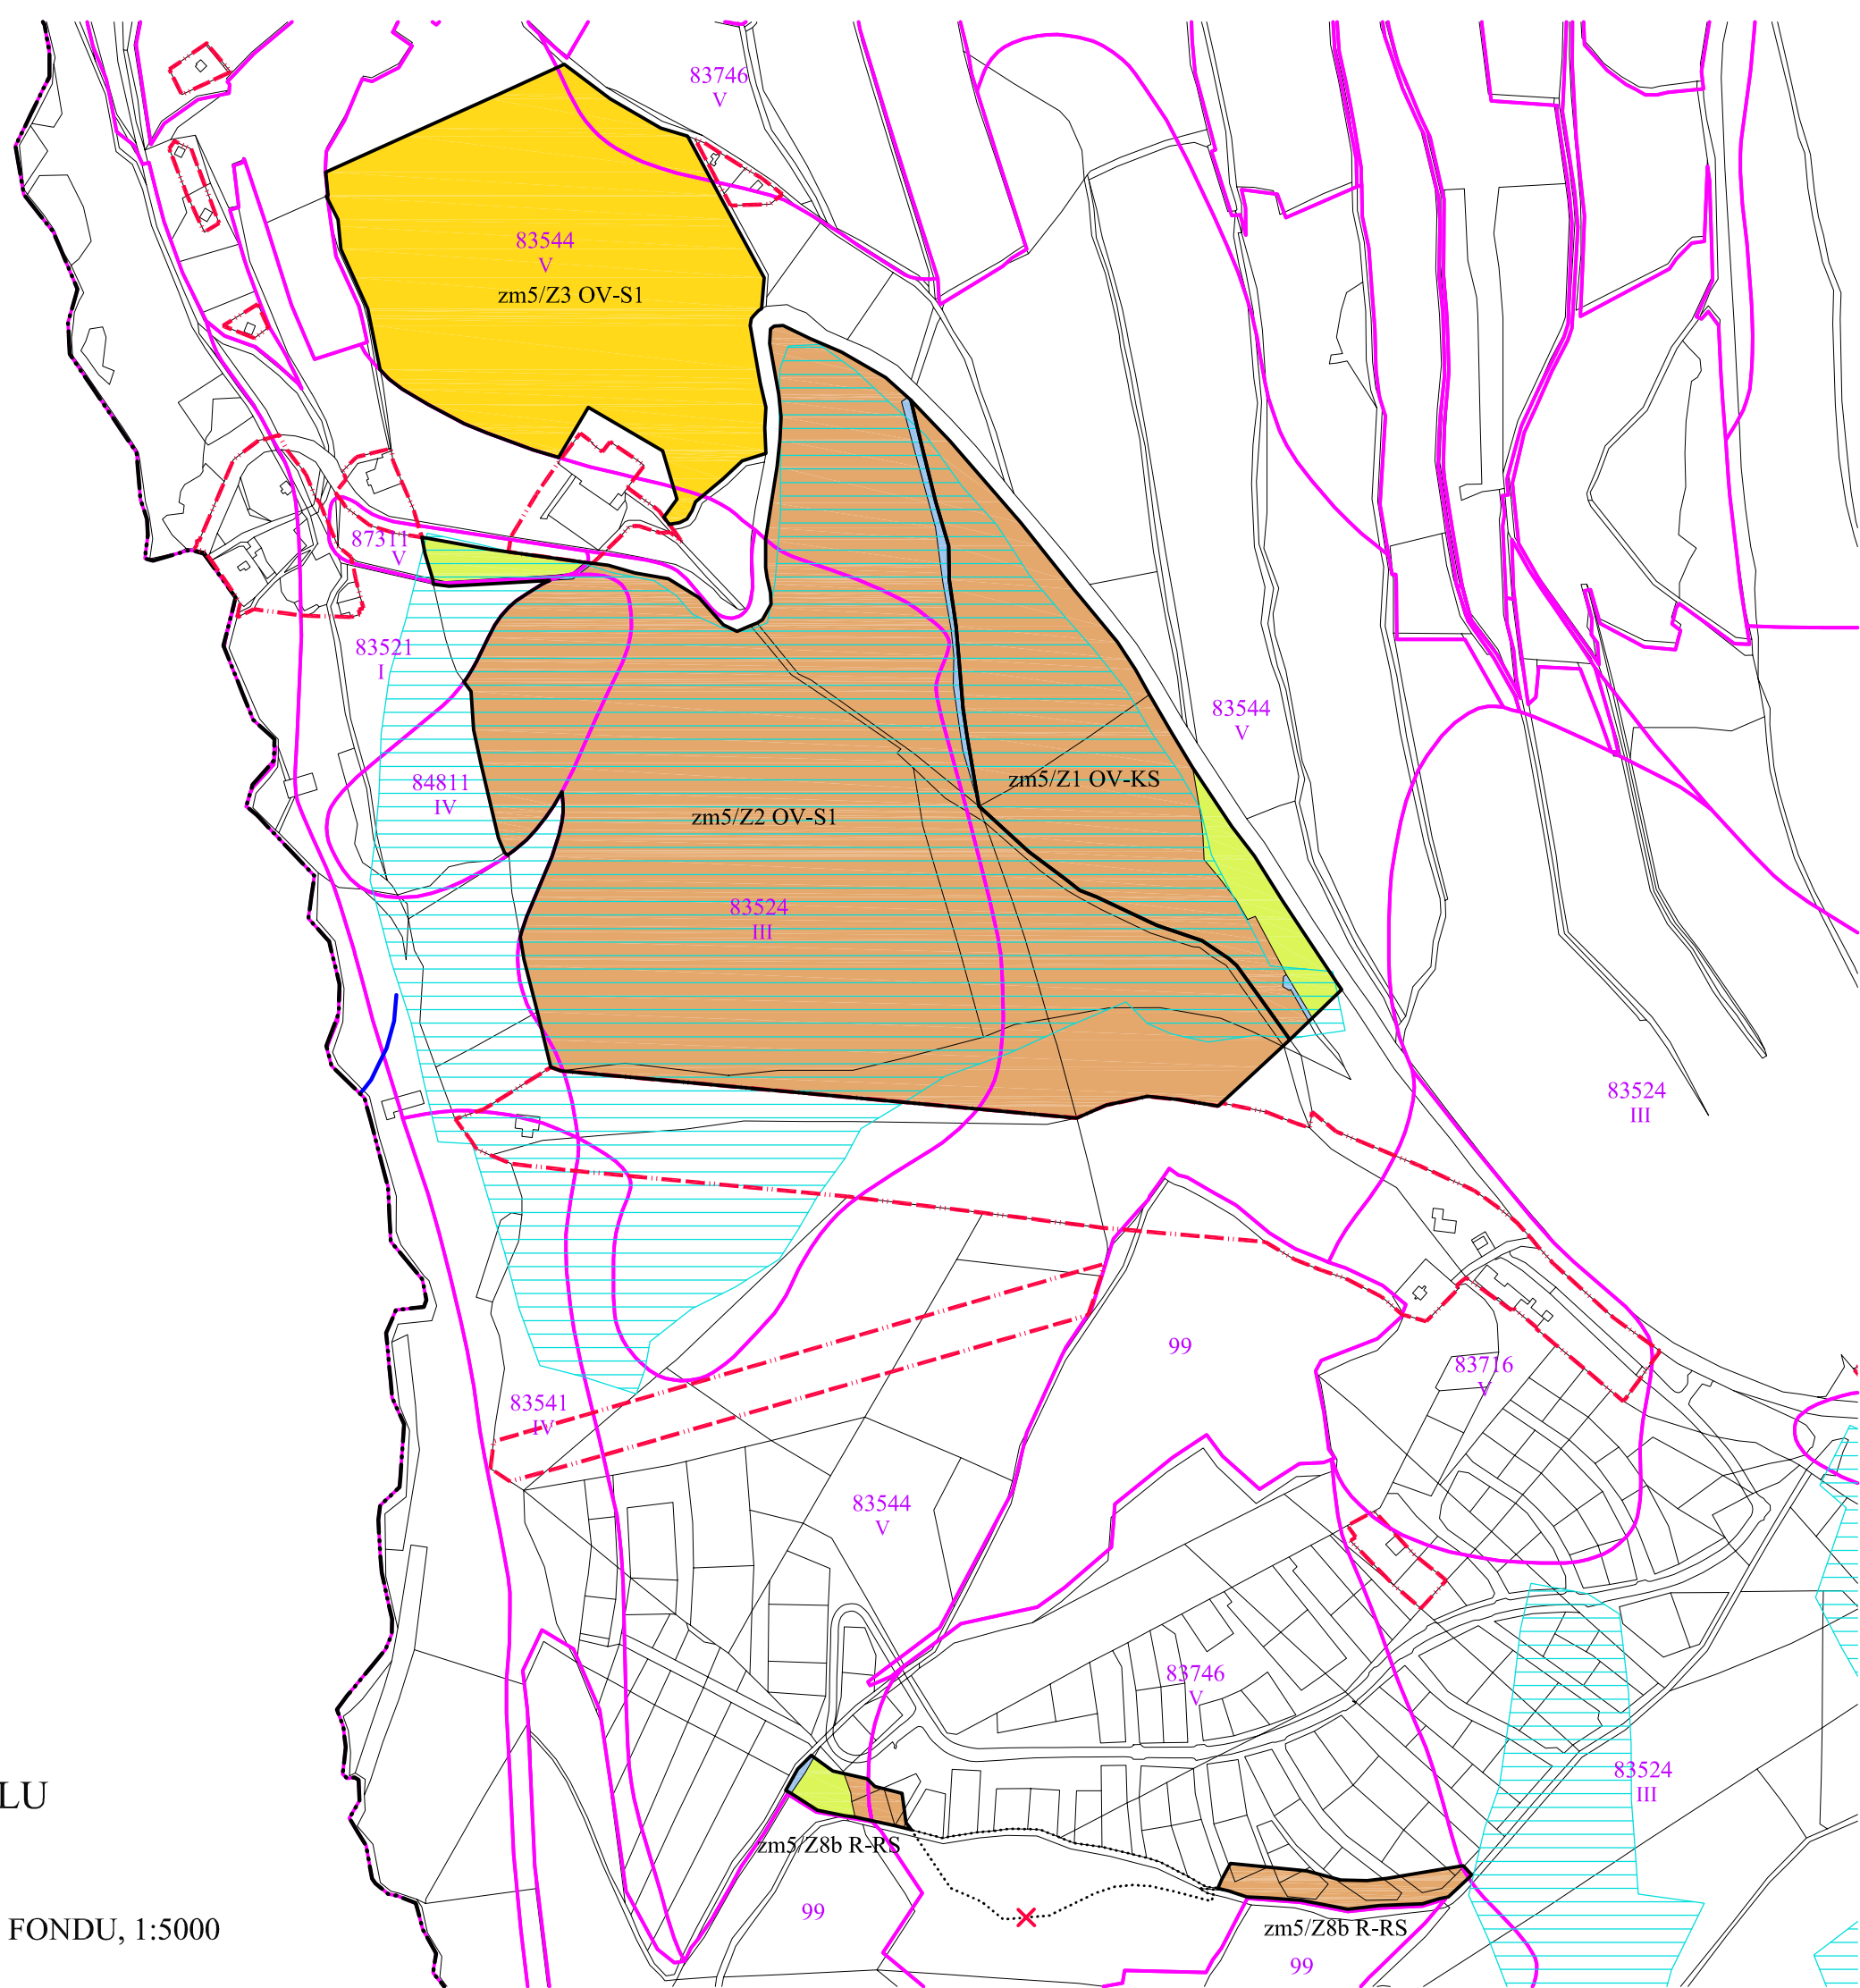 83746
V
83544
V
zm5/Z3 OV-S1
87311
V
83521
I
83544
V
84811
IV
zm5/Z1 OV-KS
zm5/Z2 OV-S1
83524
III
83524
III
99
83716
V
83541
IV
83544
V
83746
V
83524
III
LU
zm5/Z8b R-RS
99
zm5/Z8b R-RS
FONDU, 1:5000
99